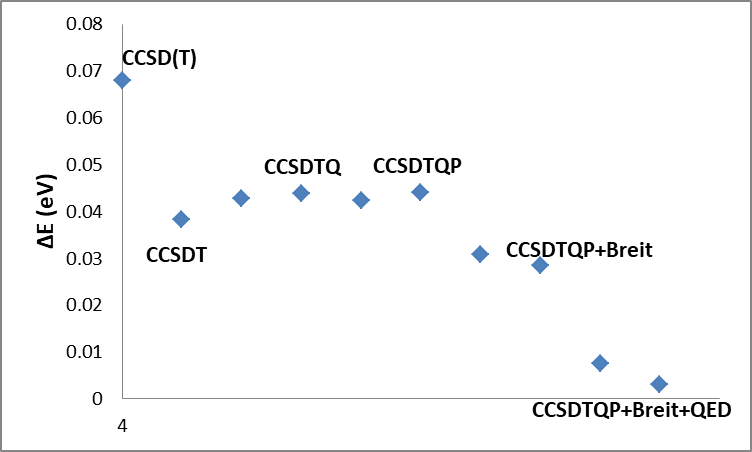 0.08
CCSD(T)
0.07
0.06
0.05
CCSDTQ
CCSDTQP
0.04
ΔE (eV)
CCSDT
0.03
CCSDTQP+Breit
0.02
0.01
0
CCSDTQP+Breit+QED
4